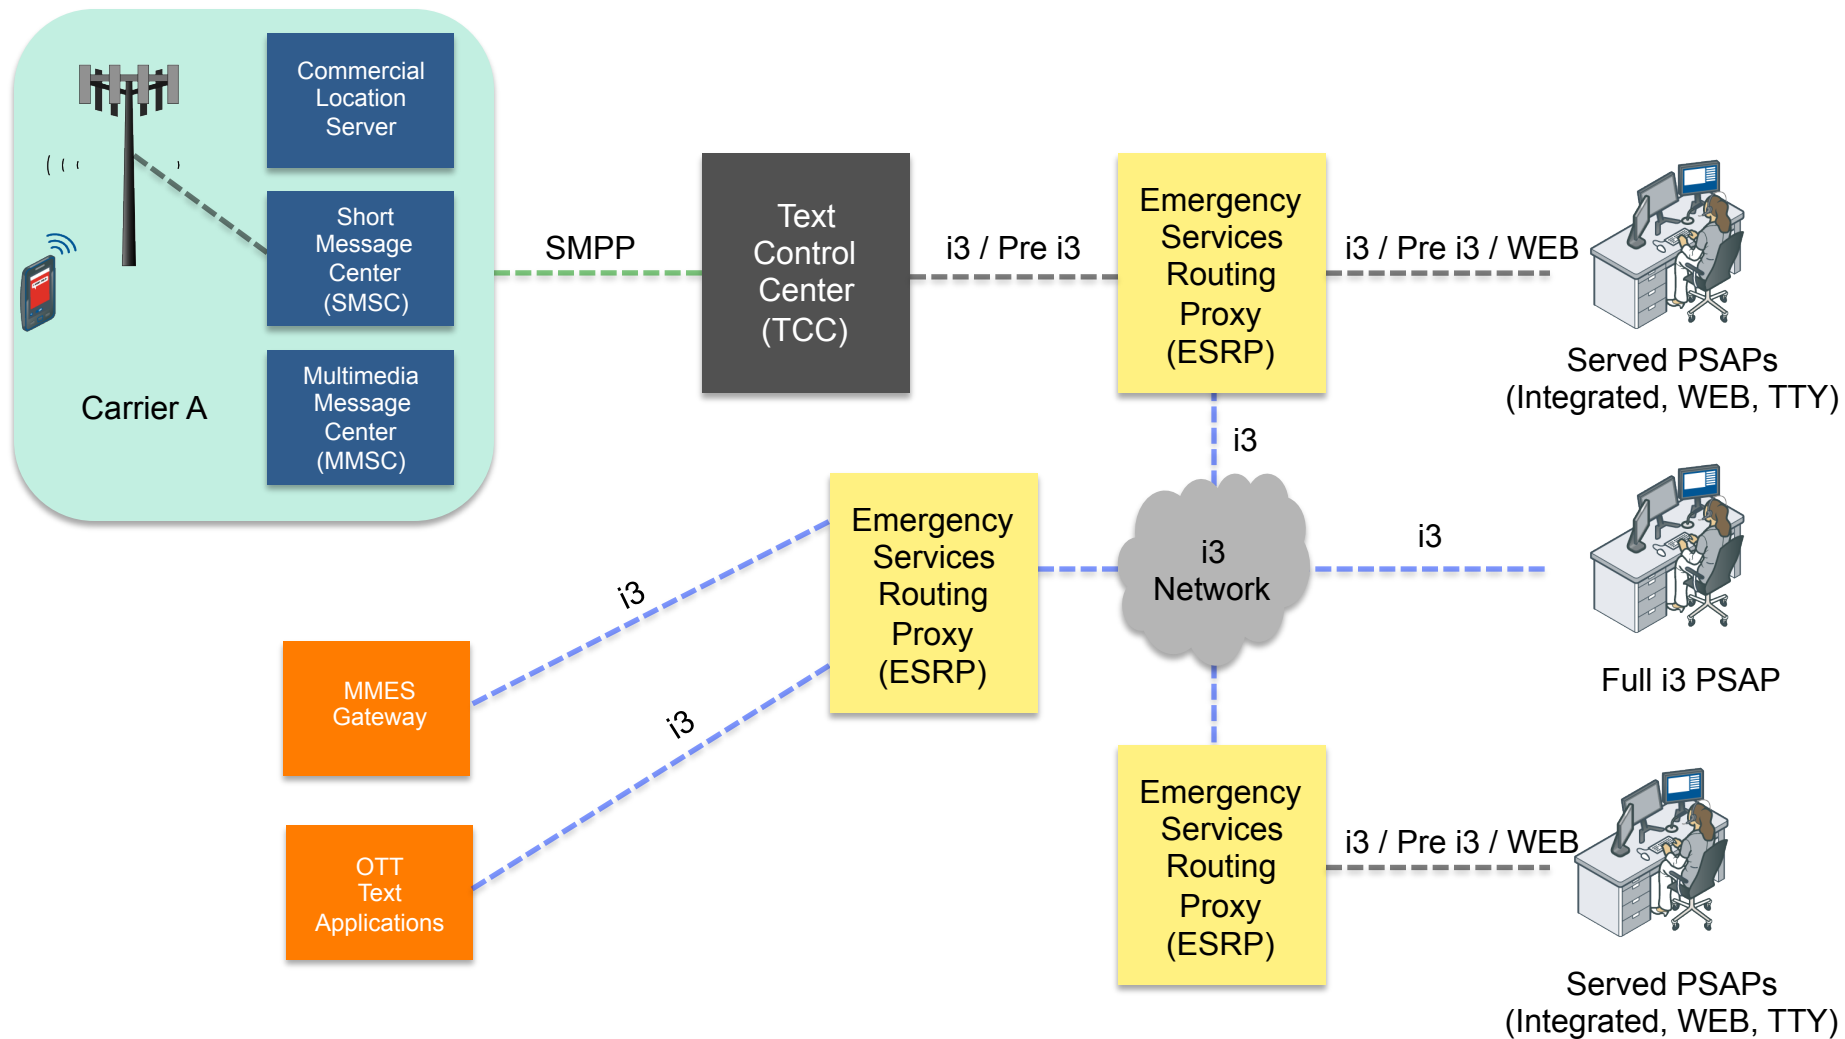 Commercial
Location
Server
Short
Message
Center
(SMSC)
Multimedia
Message
Center
(MMSC)
Carrier A
SMPP
Text
Control
Center
(TCC)
i3 / Pre i3
Emergency
Services
Routing
Proxy
(ESRP)
i3 / Pre i3 / WEB
Served PSAPs
(Integrated, WEB, TTY)
i3
Emergency
Services
Routing
Proxy
(ESRP)
i3
Network
i3
Full i3 PSAP
i3
MMES
Gateway
i3
OTT
Text
Applications
Emergency
Services
Routing
Proxy
(ESRP)
i3 / Pre i3 / WEB
Served PSAPs
(Integrated, WEB, TTY)